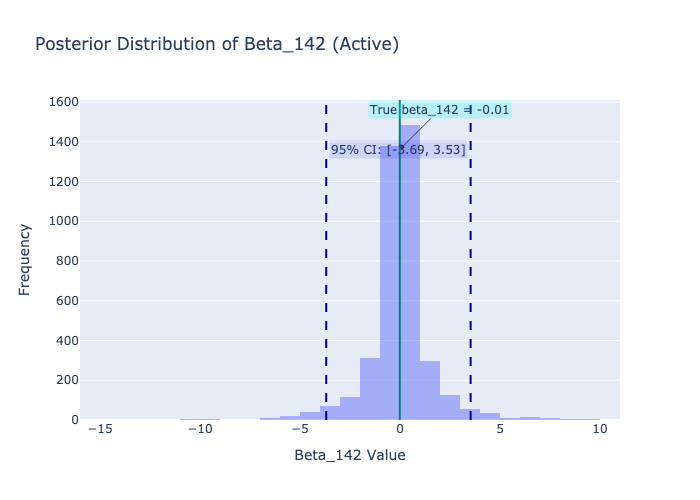 Posterior Distribution of Beta_142 (Active)
1600
True beta_142 = -0.01
1400
95% CI: [-3.69, 3.53]
1200
1000
800
600
400
200
0
Frequency
−15 −10 −5 0 5 10
Beta_142 Value